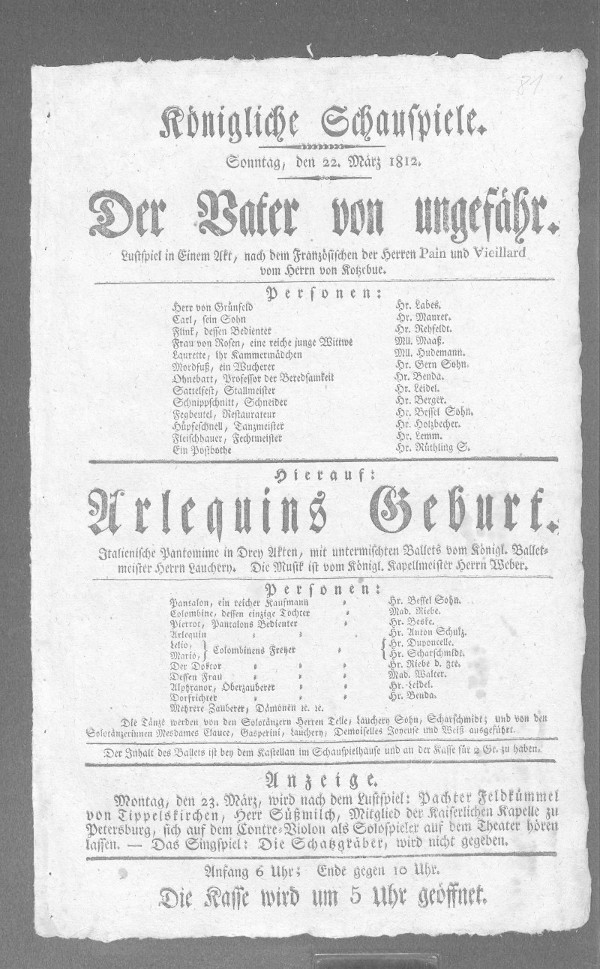 81
Königliche Schauspiele.
Sonntag, den 22. März 1812.
Der Vater von ungefähr.
Lustspiel in Einem Akt, nach dem Französischen der Herren Pain und Vieillard
vom Herrn von Kotzebue.
Personen:
Herr von Grünfeld Hr. Labes.
Carl, sein Sohn Hr. Maurer.
Flink, dessen Bedienter Hr. Rehfeldt.
Frau von Rosen, eine reiche junge Wittwe Mll. Maaß.
Laurette, ihr Kammermädchen Mll. Hudemann.
Mordfuß, ein Wucherer Hr. Gern Sohn.
Ohnebart, Professor der Beredsamkeit Hr. Benda.
Sattelfest, Stallmeister Hr. Leidel.
Schnippschnitt, Schneider Hr. Berger.
Fegbeutel, Restaurateur Hr. Bessel Sohn.
Hüpfeschnell, Tanzmeister Hr. Holzbecher.
Fleischhauer, Fechtmeister Hr. Lemm.
Ein Postbothe Hr. Rüthling S.
Hierauf:
Arlequins Geburt.
Italienische Pantomime in Drey Akten, mit untermischten Ballets vom Königl. Ballet-
meister Herrn Lauchery. Die Musik ist vom Königl. Kapellmeister Herrn Weber.
Personen:
Pantalon, ein reicher Kaufmann Hr. Bessel Sohn.
Colombine, dessen einzige Tochter Mad. Riebe.
Pierrot, Pantalons Bedienter Hr. Beske.
Arlequin Hr. Anton Schulz.
Lelio, } Colombinens Freyer { Hr. Duponcelle.
Mario, } { Hr. Scharschmidt.
Der Doktor Hr. Riebe d. 3te.
Dessen Frau Mad. Walter.
Alphranor, Oberzauberer Hr. Leidel.
Dorfrichter Hr. Benda.
Mehrere Zauberer, Dämonen ic. ic.
Die Tänze werden von den Solotänzern Herren Telle, Lauchery Sohn, Scharschmidt; und von den
Solotänzerinnen Mesdames Clauce, Gasperini, Lauchery, Demoiselles Joyeuse und Weiß ausgeführt.
Der Inhalt des Ballets ist bey dem Kastellan im Schauspielhause und an der Kasse für 2 Gr. zu haben.
Anzeige.
Montag, den 23. März, wird nach dem Lustspiel: Pachter Feldkümmel
von Tippelskirchen, Herr Süßmilch, Mitglied der Kaiserlichen Kapelle zu
Petersburg, sich auf dem Contre-Violon als Solospieler auf dem Theater hören
lassen. — Das Singspiel: Die Schatzgräber, wird nicht gegeben.
Anfang 6 Uhr; Ende gegen 10 Uhr.
Die Kasse wird um 5 Uhr geöffnet.